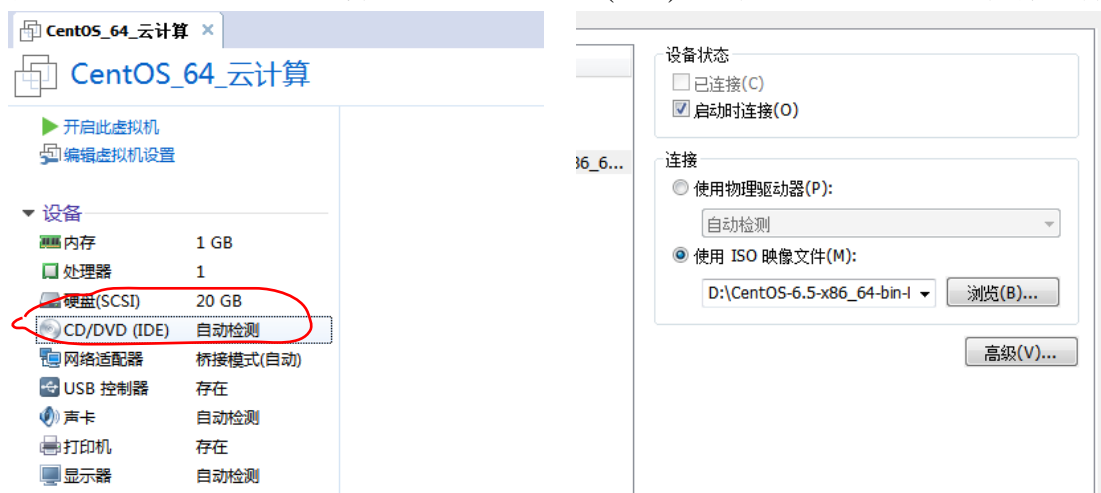 CentOS_64_云计算 ×
CentOS_64_云计算
开启此虚拟机
编辑虚拟机设置
设备
内存 1 GB
处理器 1
硬盘(SCSI) 20 GB
CD/DVD (IDE) 自动检测
网络适配器 桥接模式(自动)
USB 控制器 存在
声卡 自动检测
打印机 存在
显示器 自动检测
36_6...
设备状态
已连接(C)
启动时连接(O)
连接
使用物理驱动器(P):
自动检测
使用 ISO 映像文件(M):
D:\CentOS-6.5-x86_64-bin-I
浏览(B)...
高级(V)...